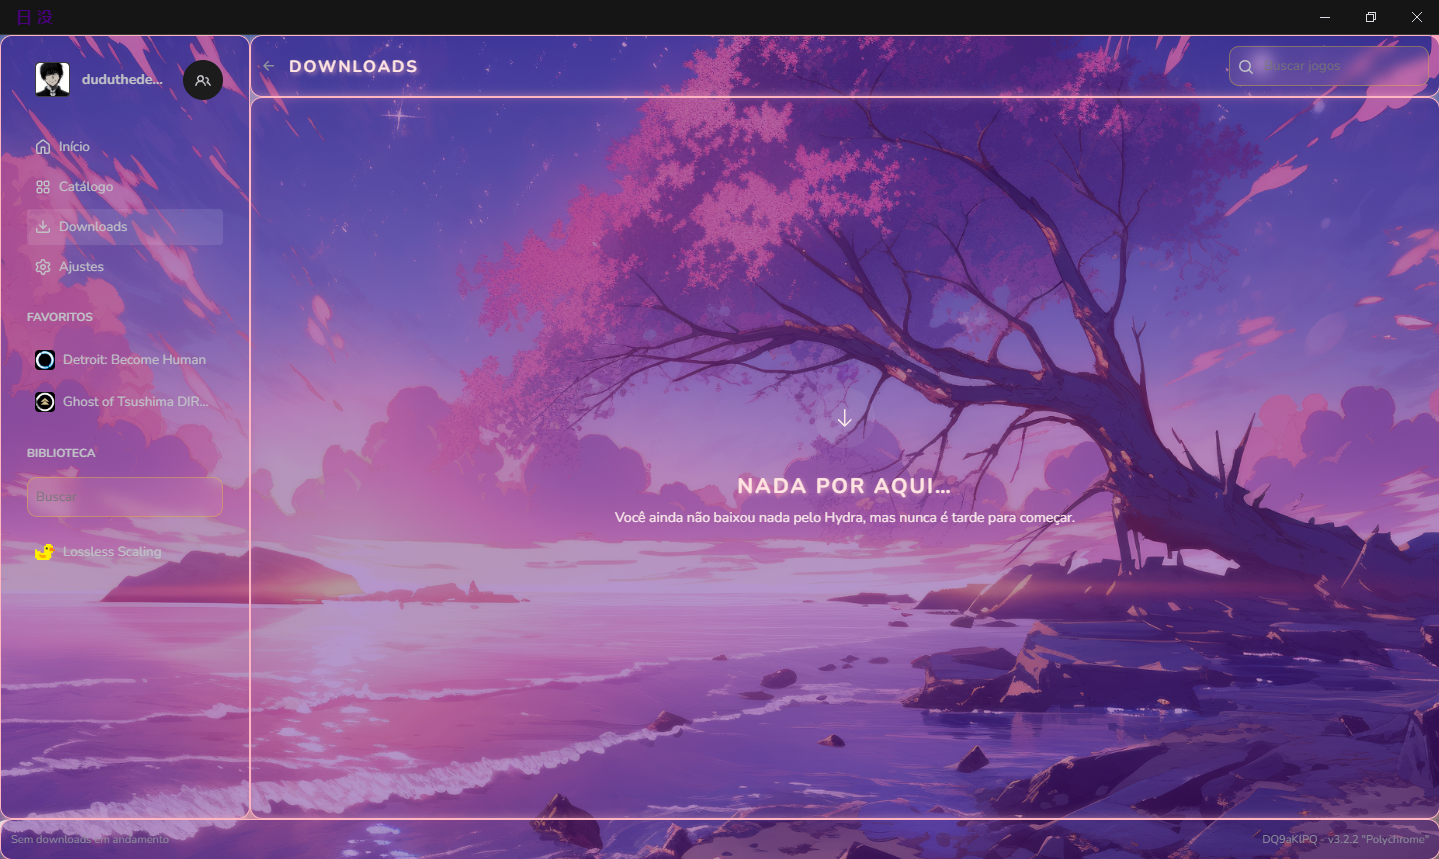 日没
duduthede...
DOWNLOADS
Buscar jogos
Início
Catálogo
Downloads
Ajustes
FAVORITOS
Detroit: Become Human
Ghost of Tsushima DIR...
BIBLIOTECA
Buscar
Lossless Scaling
NADA POR AQUI...
Você ainda não baixou nada pelo Hydra, mas nunca é tarde para começar.
Sem downloads em andamento
DQ9aKIPQ - v3.2.2 "Polychrome"